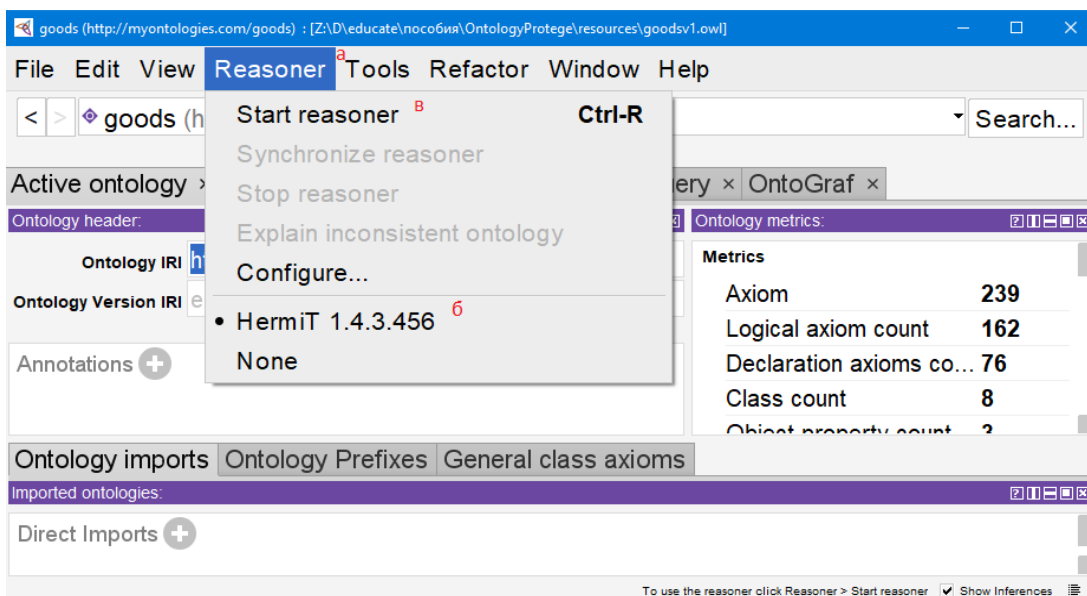 goods (http://myontologies.com/goods) : [Z:\D\educate\пособия\OntologyProtege\resources\goodsv1.owl]
File Edit View Reasoner а Tools Refactor Window Help
< > goods (h Search...
Start reasoner в Ctrl-R
Synchronize reasoner
Stop reasoner
Explain inconsistent ontology
Configure...
HermiT 1.4.3.456 б
None
Active ontology × ery × OntoGraf ×
Ontology header:
Ontology IRI h
Ontology Version IRI e
Annotations
Ontology metrics:
Metrics
Axiom 239
Logical axiom count 162
Declaration axioms co... 76
Class count 8
Object property count 3
Ontology imports Ontology Prefixes General class axioms
Imported ontologies:
Direct Imports
To use the reasoner click Reasoner > Start reasoner Show Inferences